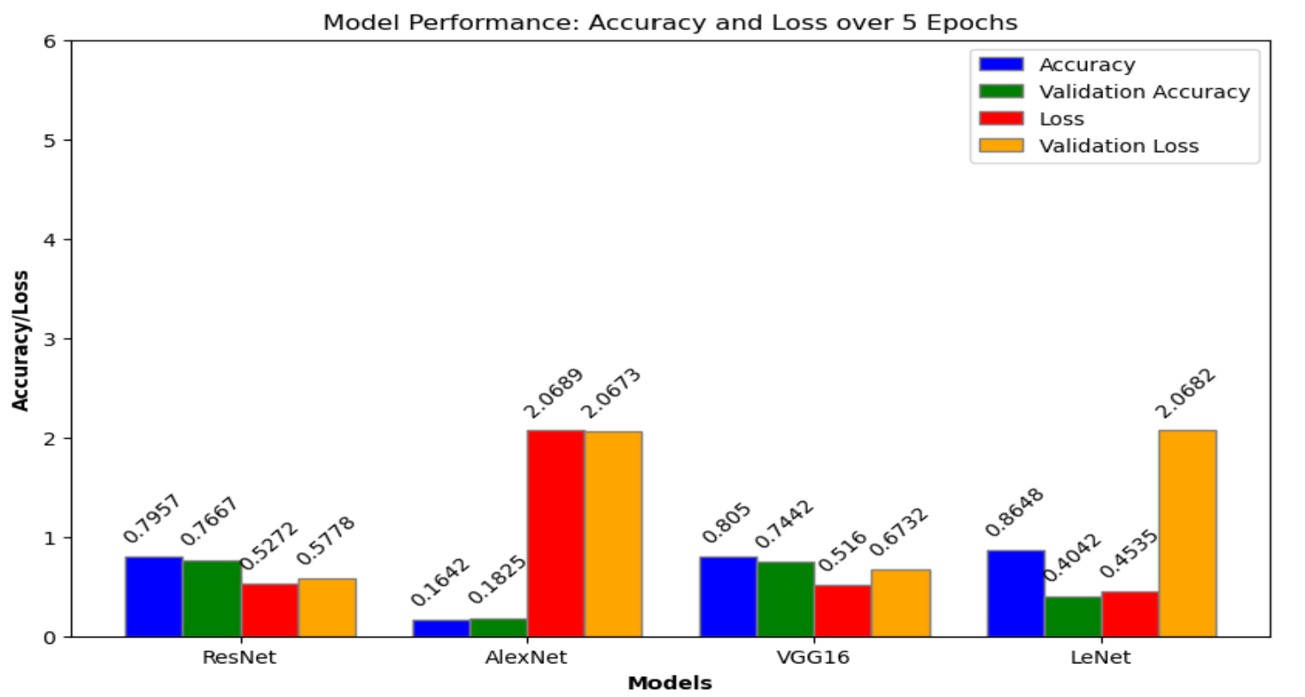 Model Performance: Accuracy and Loss over 5 Epochs
6
5
4
3
2
1
0
Accuracy/Loss
Accuracy
Validation Accuracy
Loss
Validation Loss
0.7957
0.7667
0.5272
0.5778
0.1642
0.1825
2.0689
2.0673
0.805
0.7442
0.516
0.6732
0.8648
0.4042
0.4535
2.0682
ResNet
AlexNet
VGG16
LeNet
Models